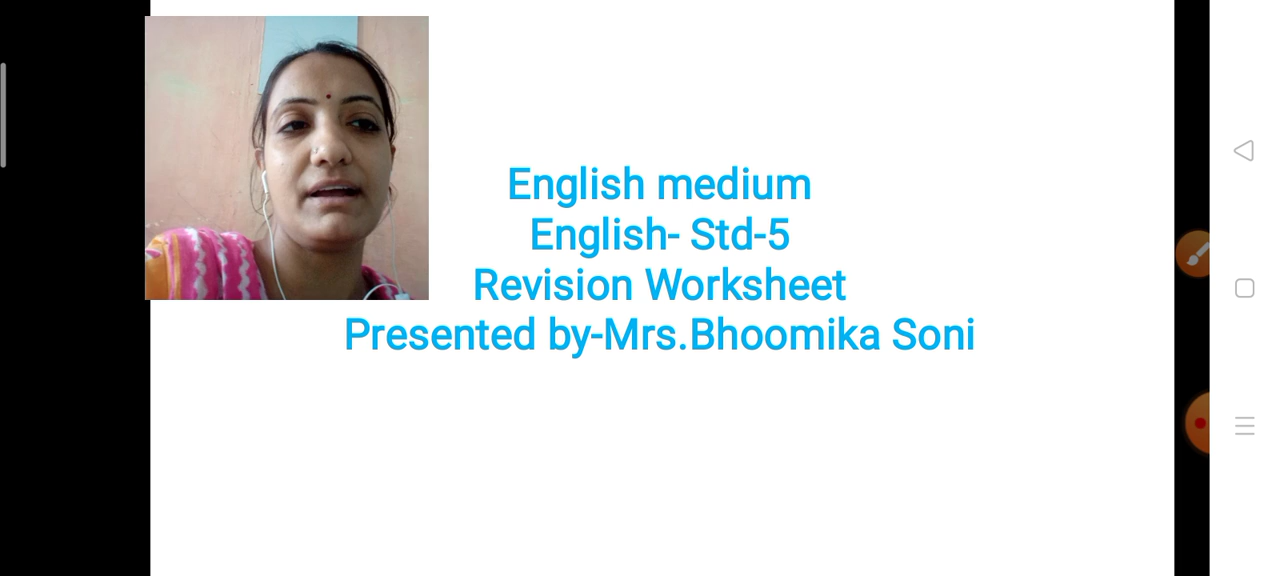 English medium
English- Std-5
Revision Worksheet
Presented by-Mrs.Bhoomika Soni